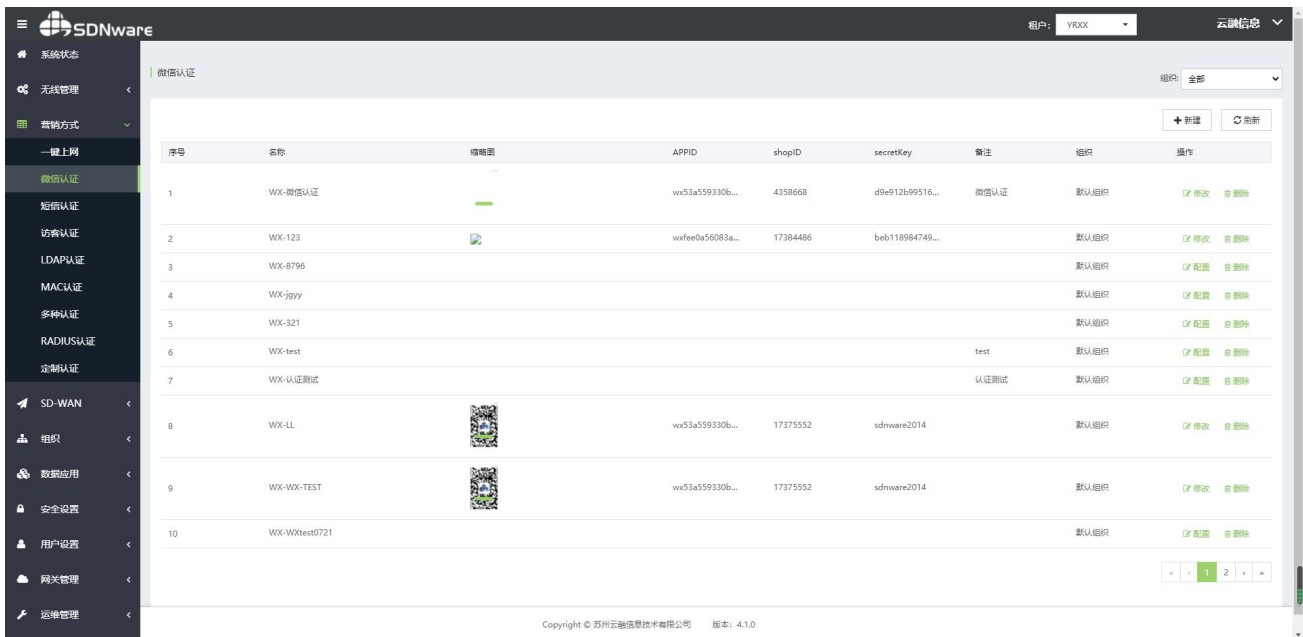 SDNware
租户: YRXX
云融信息
系统状态
无线管理
营销方式
一键上网
微信认证
短信认证
访客认证
LDAP认证
MAC认证
多种认证
RADIUS认证
定制认证
SD-WAN
组织
数据应用
安全设置
用户设置
网关管理
运维管理
微信认证
组织: 全部
新建 刷新
序号 名称 缩略图 APPID shopID secretKey 备注 组织 操作
1 WX-微信认证 wx53a559330b... 4358668 d9e912b99516... 微信认证 默认组织 修改 删除
2 WX-123 wxfee0a56083a... 17384486 beb118984749... 默认组织 修改 删除
3 WX-8796 默认组织 配置 删除
4 WX-jgyy 默认组织 配置 删除
5 WX-321 默认组织 配置 删除
6 WX-test test 默认组织 配置 删除
7 WX-认证测试 认证测试 默认组织 配置 删除
8 WX-LL wx53a559330b... 17375552 sdnware2014 默认组织 修改 删除
9 WX-WX-TEST wx53a559330b... 17375552 sdnware2014 默认组织 修改 删除
10 WX-WXtest0721 默认组织 配置 删除
« ‹ 1 2 › »
Copyright © 苏州云融信息技术有限公司 版本: 4.1.0